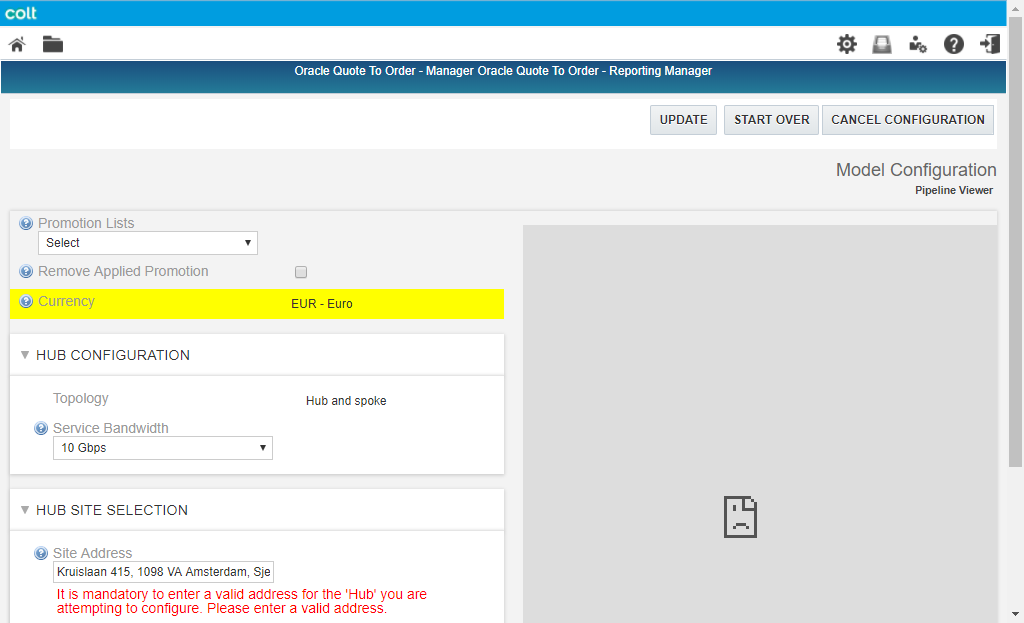 colt
Oracle Quote To Order - Manager Oracle Quote To Order - Reporting Manager
UPDATE START OVER CANCEL CONFIGURATION
Model Configuration
Pipeline Viewer
Promotion Lists
Select
Remove Applied Promotion
Currency EUR - Euro
HUB CONFIGURATION
Topology Hub and spoke
Service Bandwidth
10 Gbps
HUB SITE SELECTION
Site Address
Kruislaan 415, 1098 VA Amsterdam, Sje
It is mandatory to enter a valid address for the 'Hub' you are
attempting to configure. Please enter a valid address.